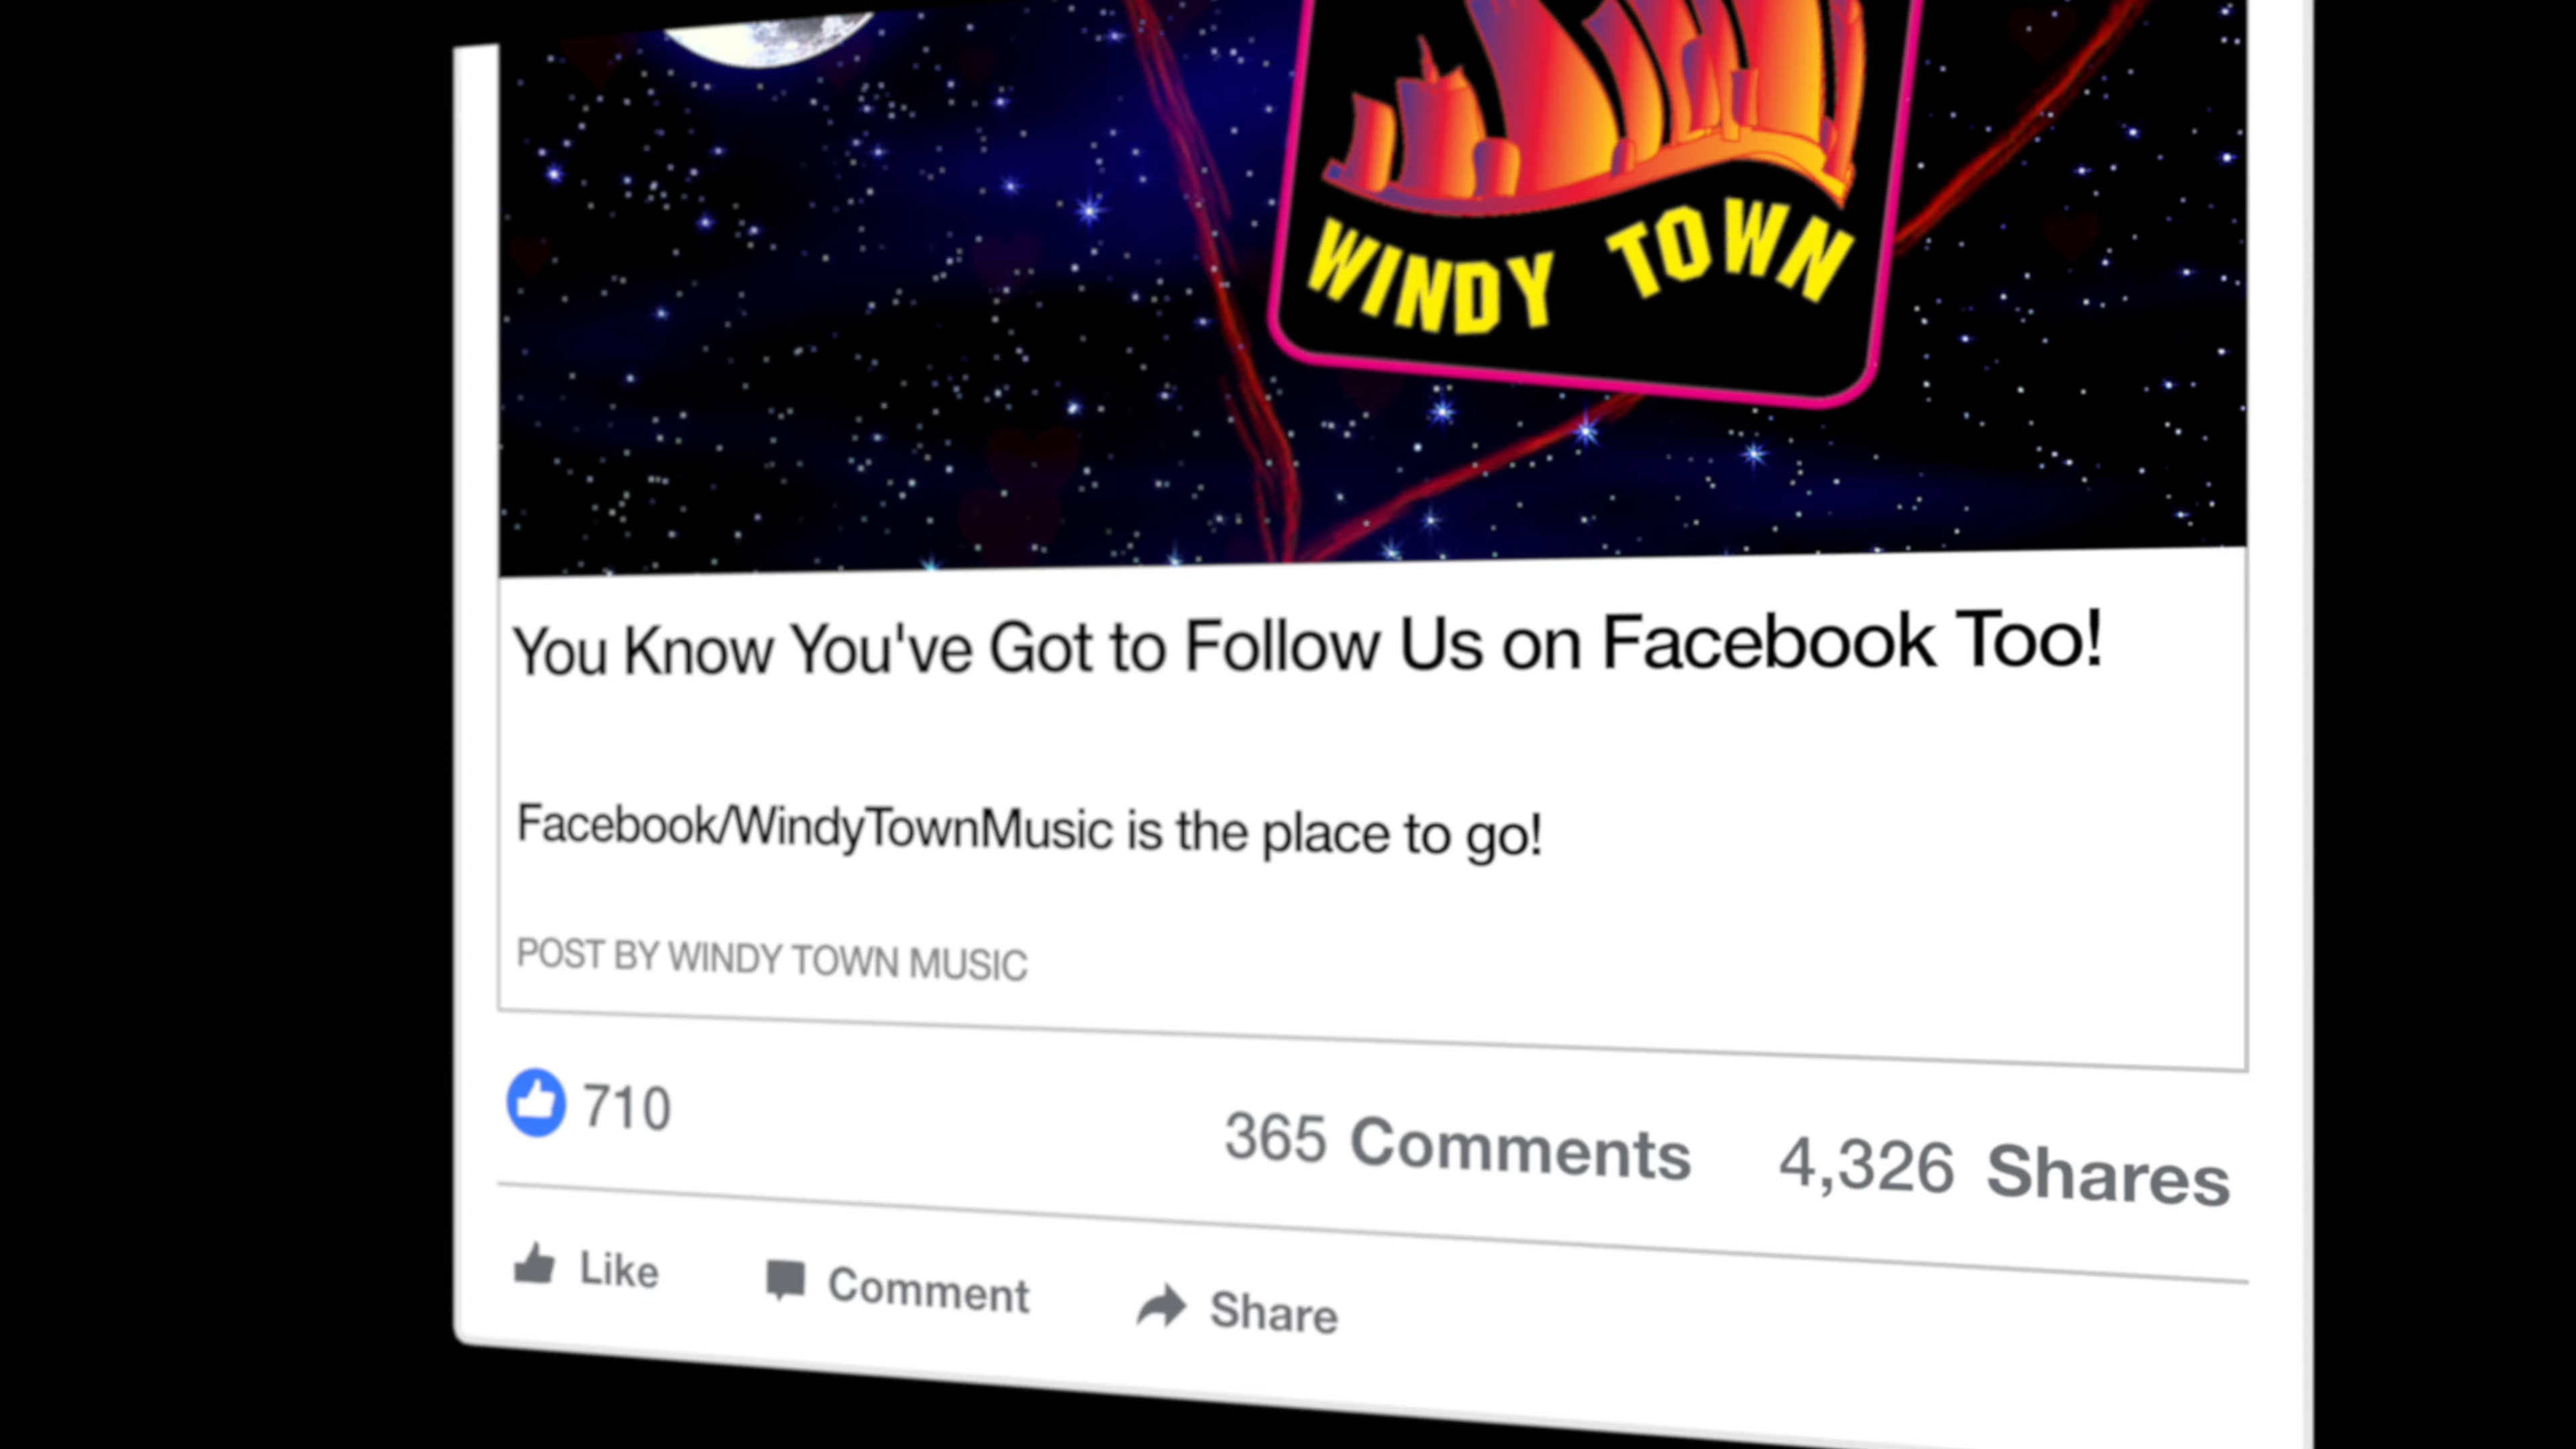 WINDY TOWN
You Know You've Got to Follow Us on Facebook Too!
Facebook/WindyTownMusic is the place to go!
POST BY WINDY TOWN MUSIC
710
365 Comments 4,326 Shares
Like Comment Share